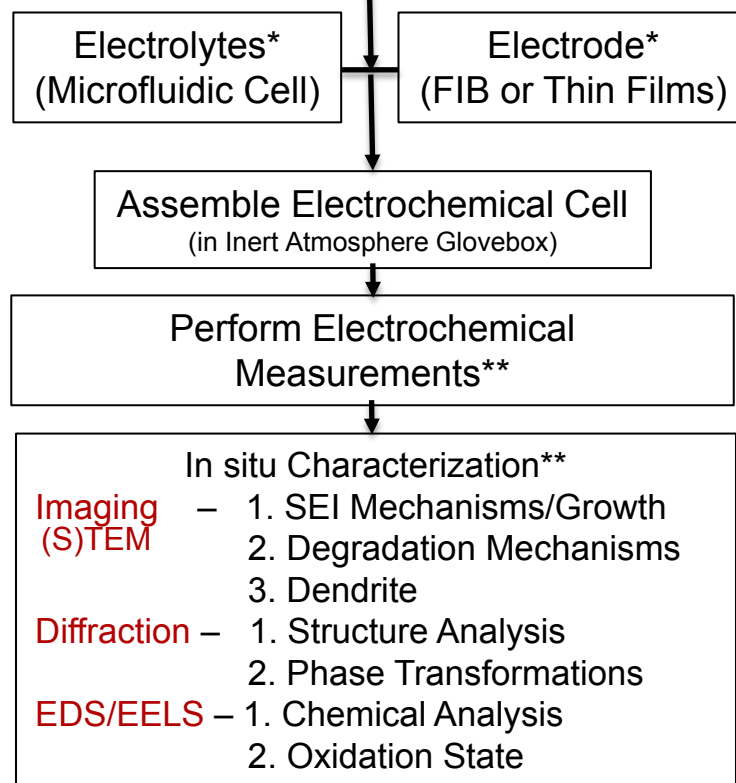 Electrolytes*
(Microfluidic Cell)
Electrode*
(FIB or Thin Films)
Assemble Electrochemical Cell
(in Inert Atmosphere Glovebox)
Perform Electrochemical
Measurements**
In situ Characterization**
Imaging – 1. SEI Mechanisms/Growth
(S)TEM
2. Degradation Mechanisms
3. Dendrite
Diffraction – 1. Structure Analysis
2. Phase Transformations
EDS/EELS – 1. Chemical Analysis
2. Oxidation State